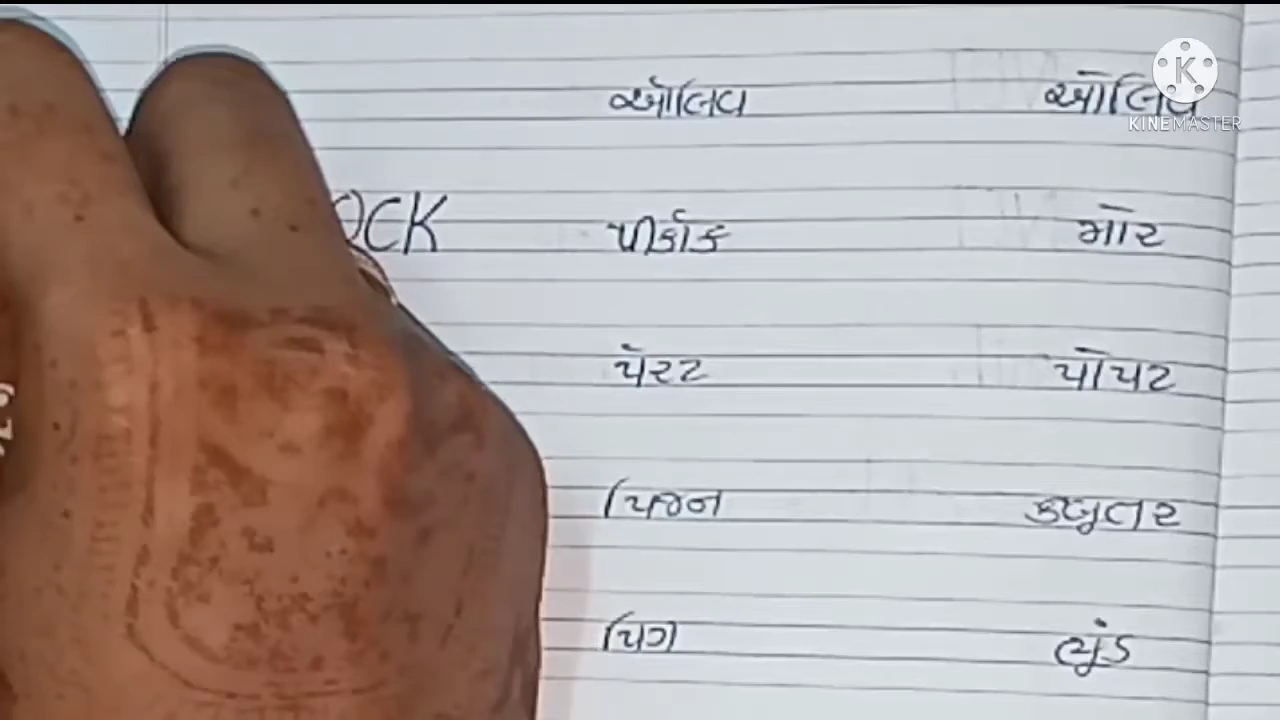 ઓલિવ ઓલિવ
OCK પીકોક મોર
પેરટ પોપટ
પિજન કબુતર
પિગ ભુંડ
KINEMASTER